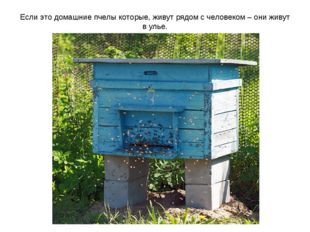 Если это домашние пчелы которые, живут рядом с человеком – они живут
в улье.